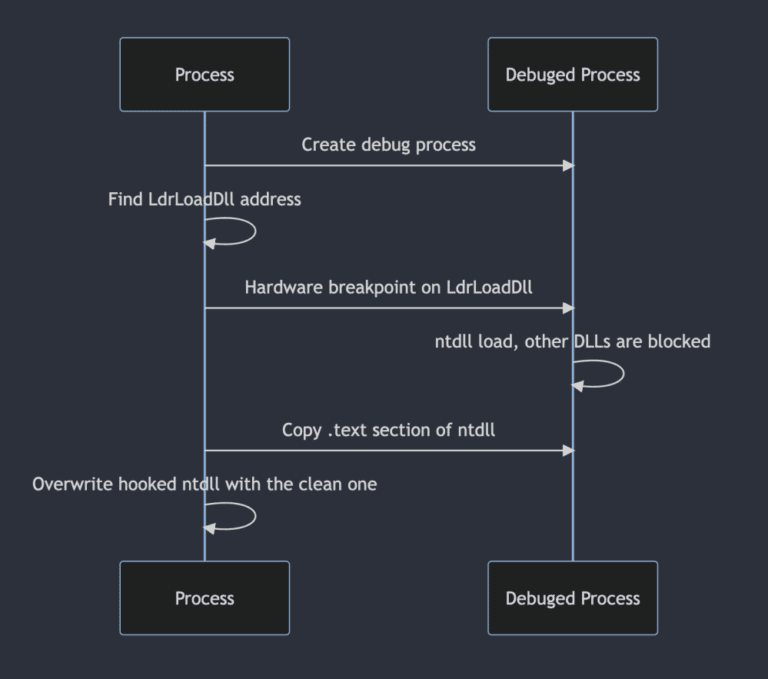 Process
Debuged Process
Create debug process
Find LdrLoadDll address
Hardware breakpoint on LdrLoadDll
ntdll load, other DLLs are blocked
Copy .text section of ntdll
Overwrite hooked ntdll with the clean one
Process
Debuged Process